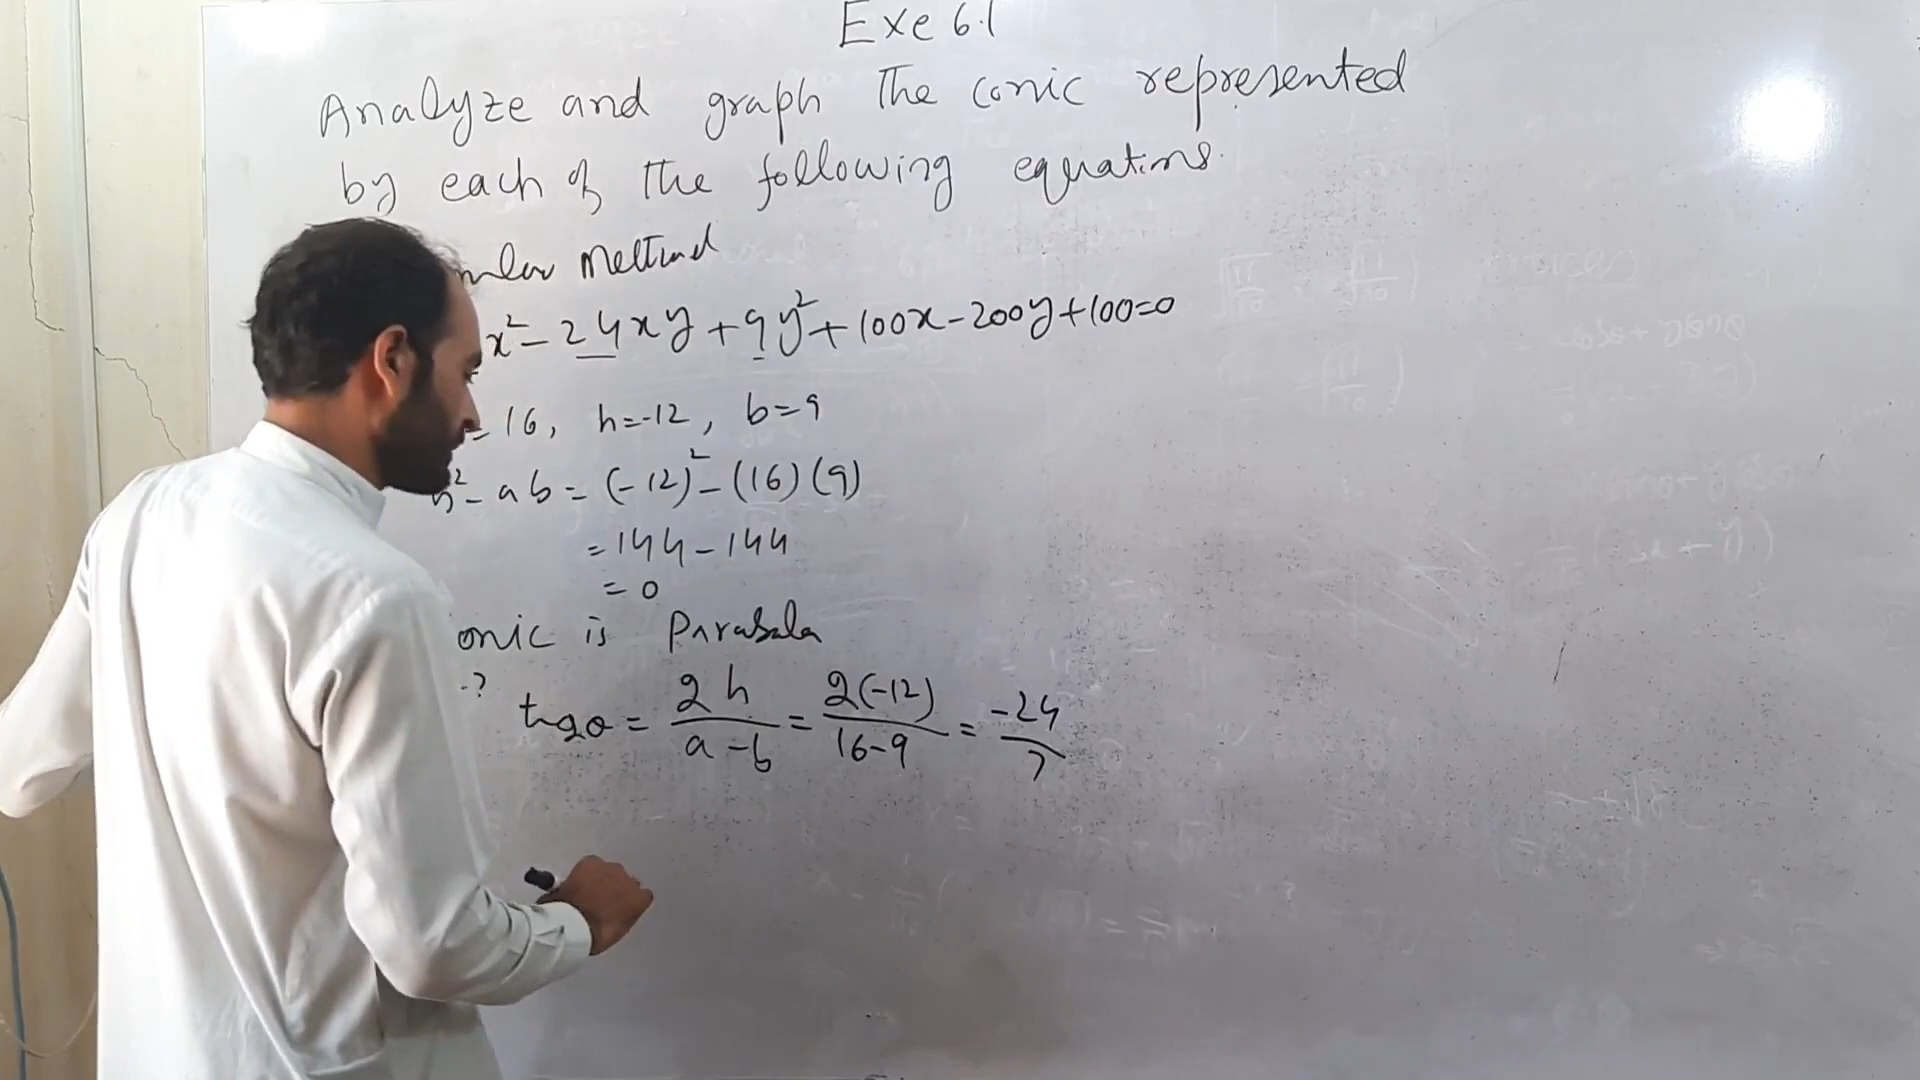 Exe 6.1
Analyze and graph The conic represented
by each of the following equations.
Method
x² - 24xy + 9y² + 100x - 200y + 100 = 0
= 16, h = -12, b = 9
h² - ab = (-12)² - (16)(9)
= 144 - 144
= 0
onic is Parabola
-?
tan2θ = 2h/(a-b) = 2(-12)/(16-9) = -24/7